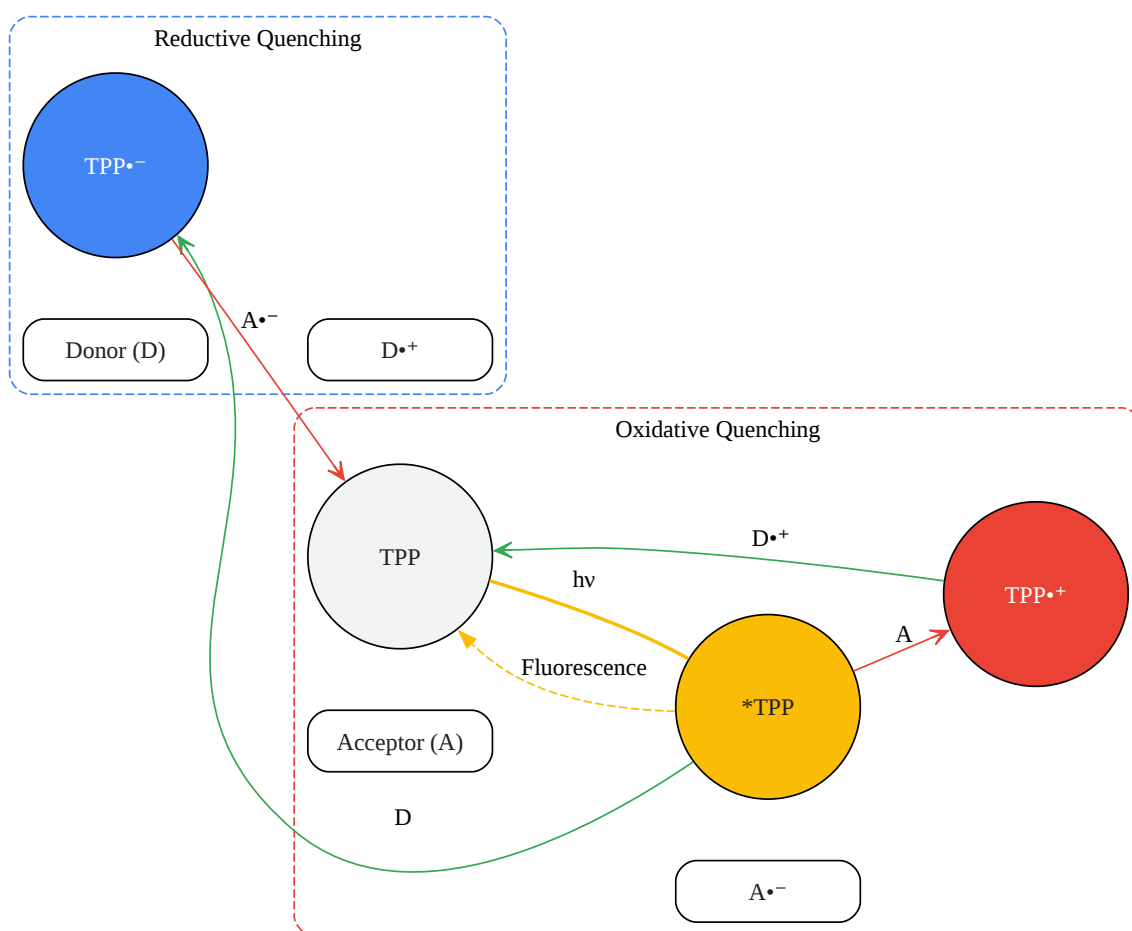 Reductive Quenching
TPP•⁻
A•⁻
Donor (D)
D•⁺
Oxidative Quenching
D•⁺
TPP
hν
TPP•⁺
A
Fluorescence
*TPP
Acceptor (A)
D
A•⁻